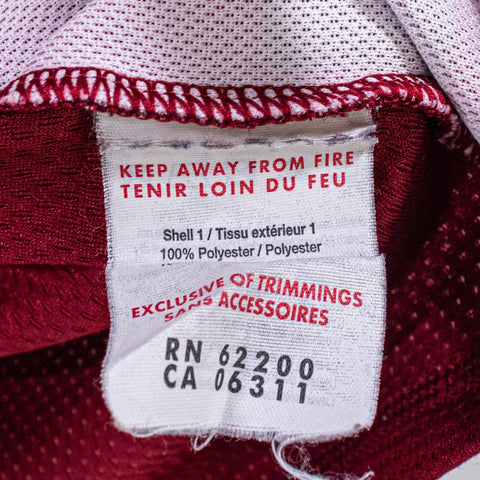 KEEP AWAY FROM FIRE
TENIR LOIN DU FEU
Shell 1 / Tissu extérieur 1
100% Polyester / Polyester
EXCLUSIVE OF TRIMMINGS
SANS ACCESSOIRES
RN 62200
CA 06311